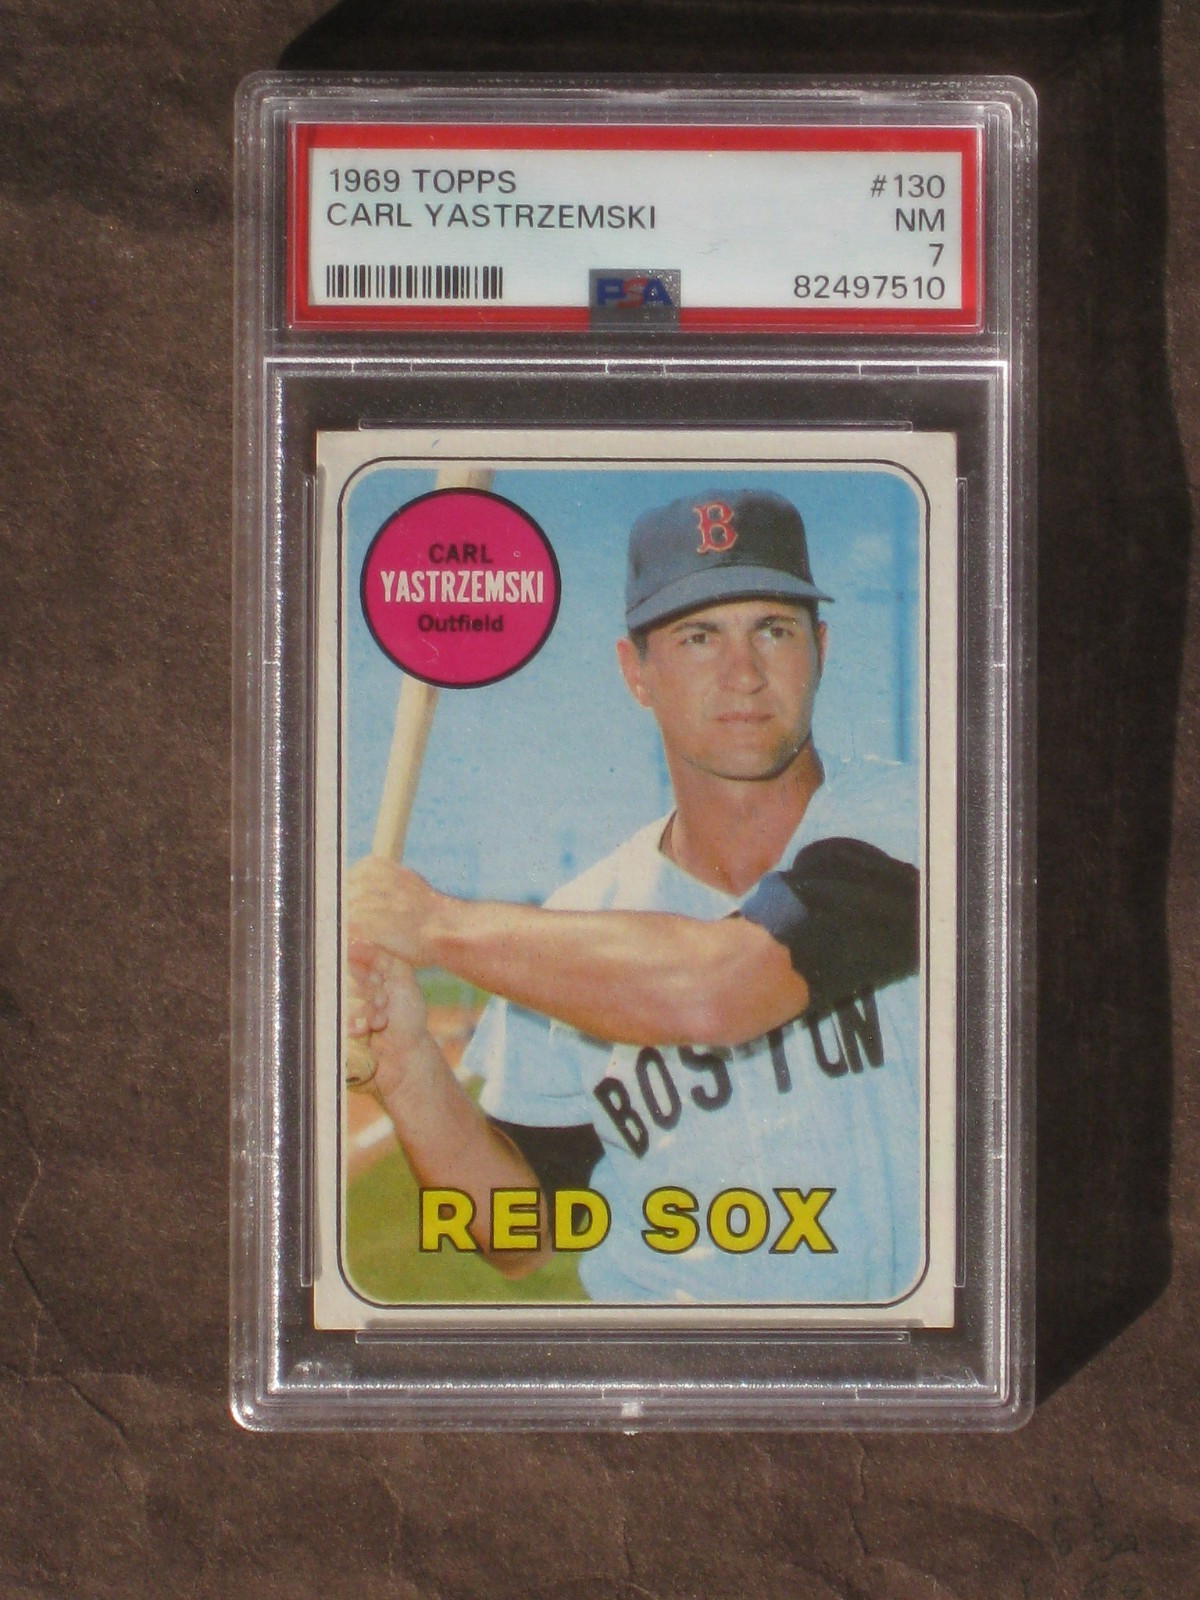 1969 TOPPS #130
CARL YASTRZEMSKI NM
7
PSA 82497510
CARL
YASTRZEMSKI
Outfield
B
BOSTON
RED SOX